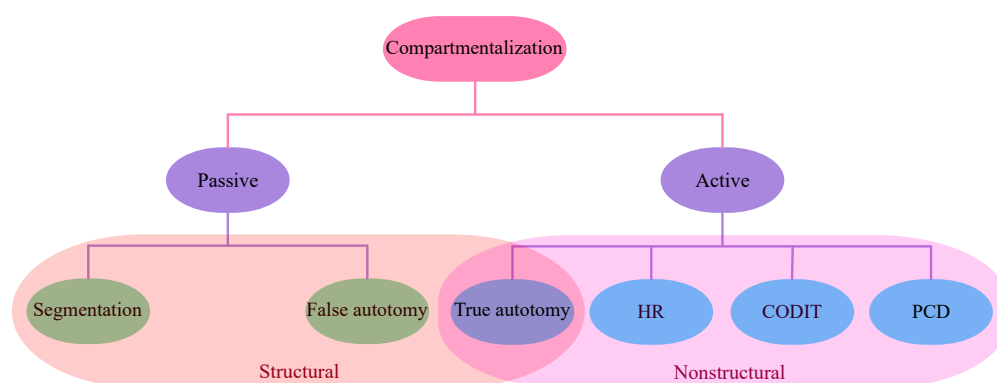 Compartmentalization
Passive
Active
Segmentation
False autotomy
True autotomy
HR
CODIT
PCD
Structural
Nonstructural